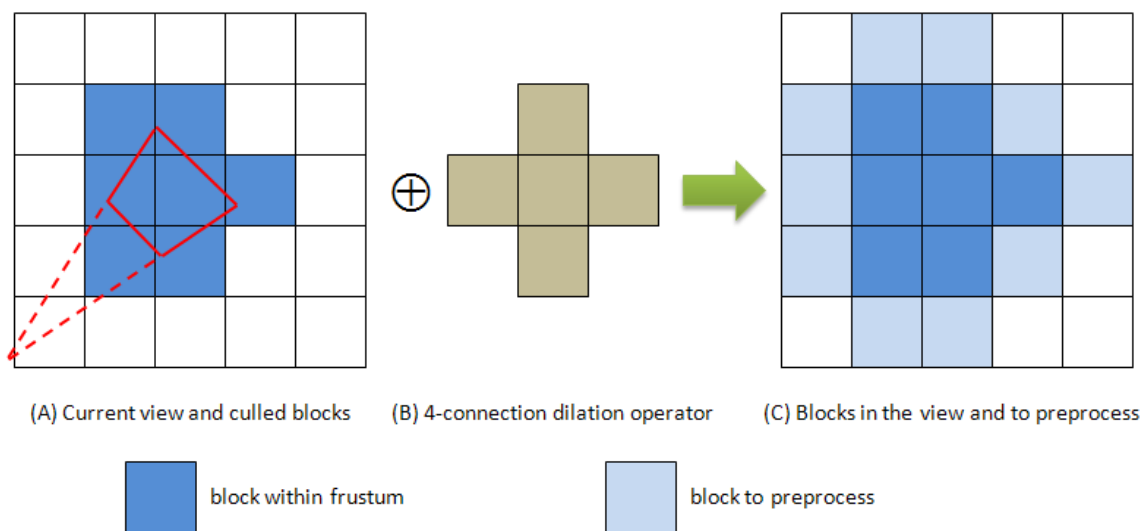 (A) Current view and culled blocks
(B) 4-connection dilation operator
(C) Blocks in the view and to preprocess
block within frustum
block to preprocess